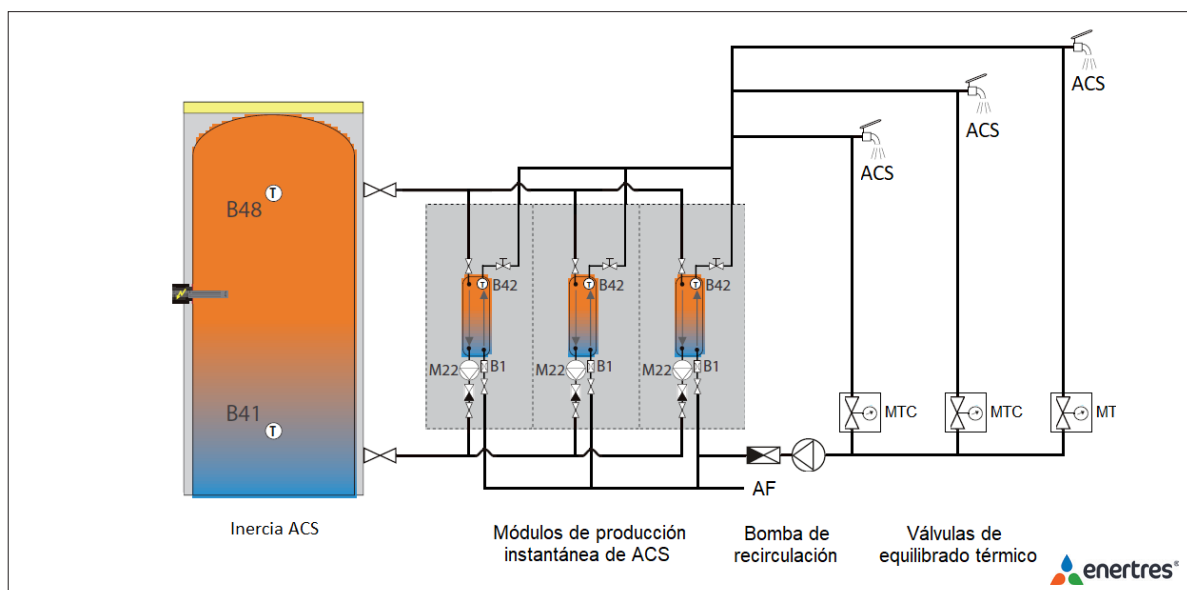 ACS
ACS
ACS
B48
B42
B42
B42
M22
B1
M22
B1
M22
B1
B41
MTC
MTC
MT
AF
Inercia ACS
Módulos de producción
instantánea de ACS
Bomba de
recirculación
Válvulas de
equilibrado térmico
enertres®
T
T
T
T
T